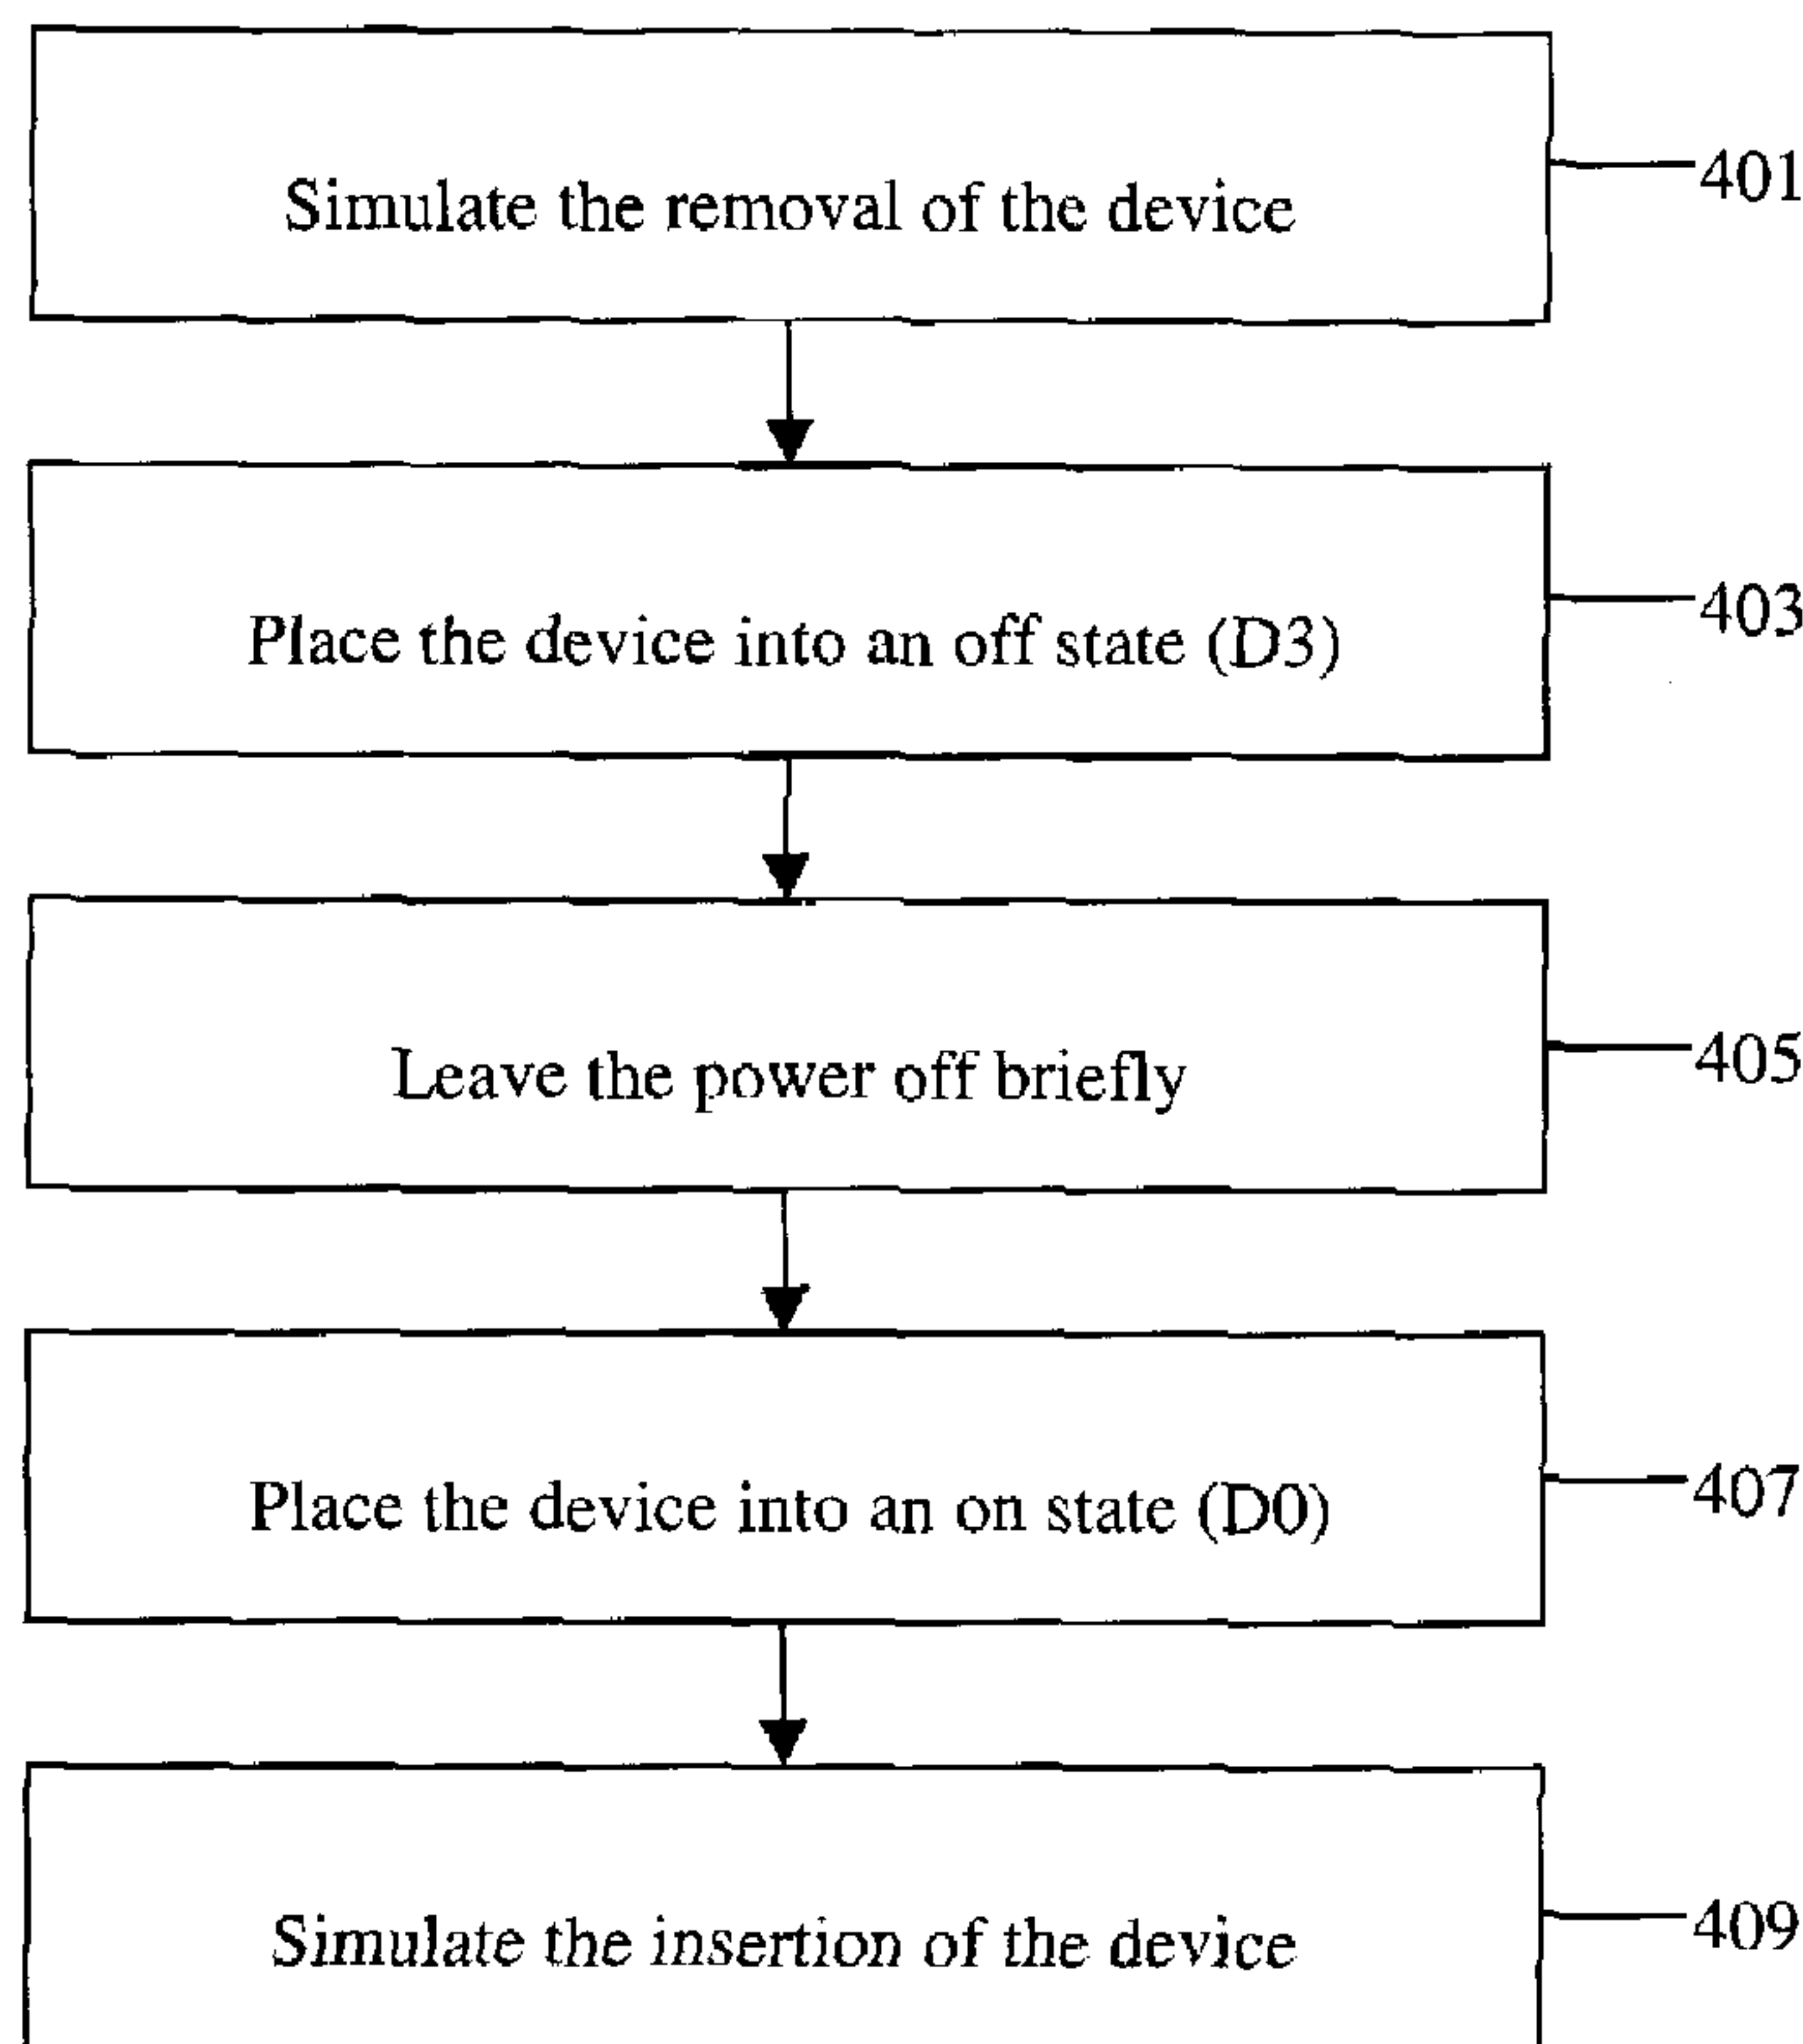 Simulate the removal of the device
401
Place the device into an off state (D3)
403
Leave the power off briefly
405
Place the device into an on state (D0)
407
Simulate the insertion of the device
409